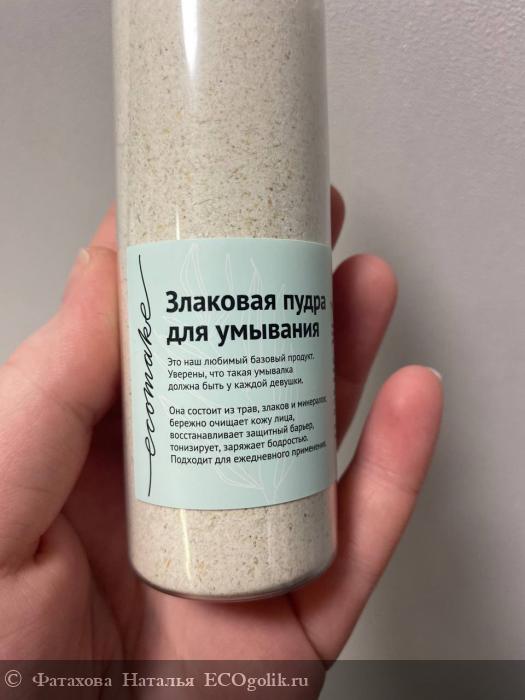 ecomake
Злаковая пудра
для умывания
Это наш любимый базовый продукт.
Уверены, что такая умывалка
должна быть у каждой девушки.
Она состоит из трав, злаков и минералов,
бережно очищает кожу лица,
восстанавливает защитный барьер,
тонизирует, заряжает бодростью.
Подходит для ежедневного применения.
© Фатахова Наталья ECOgolik.ru